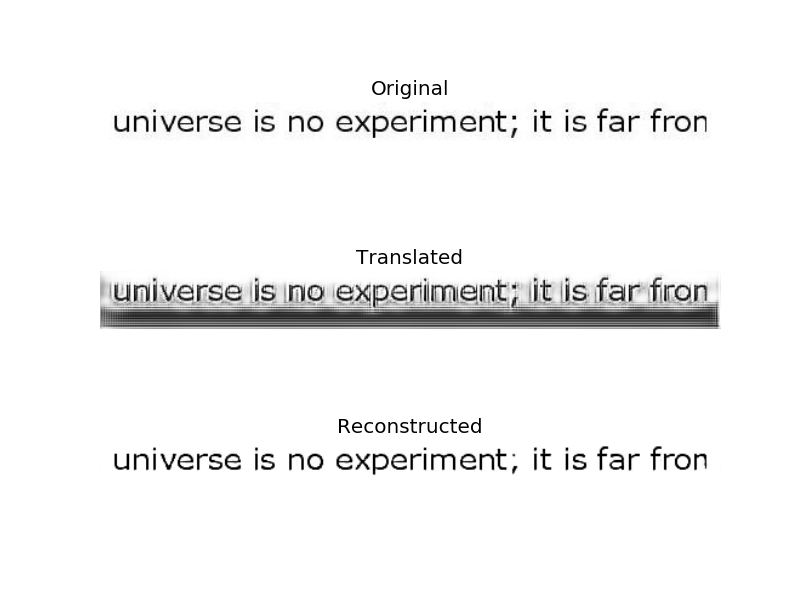 Original
universe is no experiment; it is far fron
Translated
universe is no experiment; it is far fron
Reconstructed
universe is no experiment; it is far fron